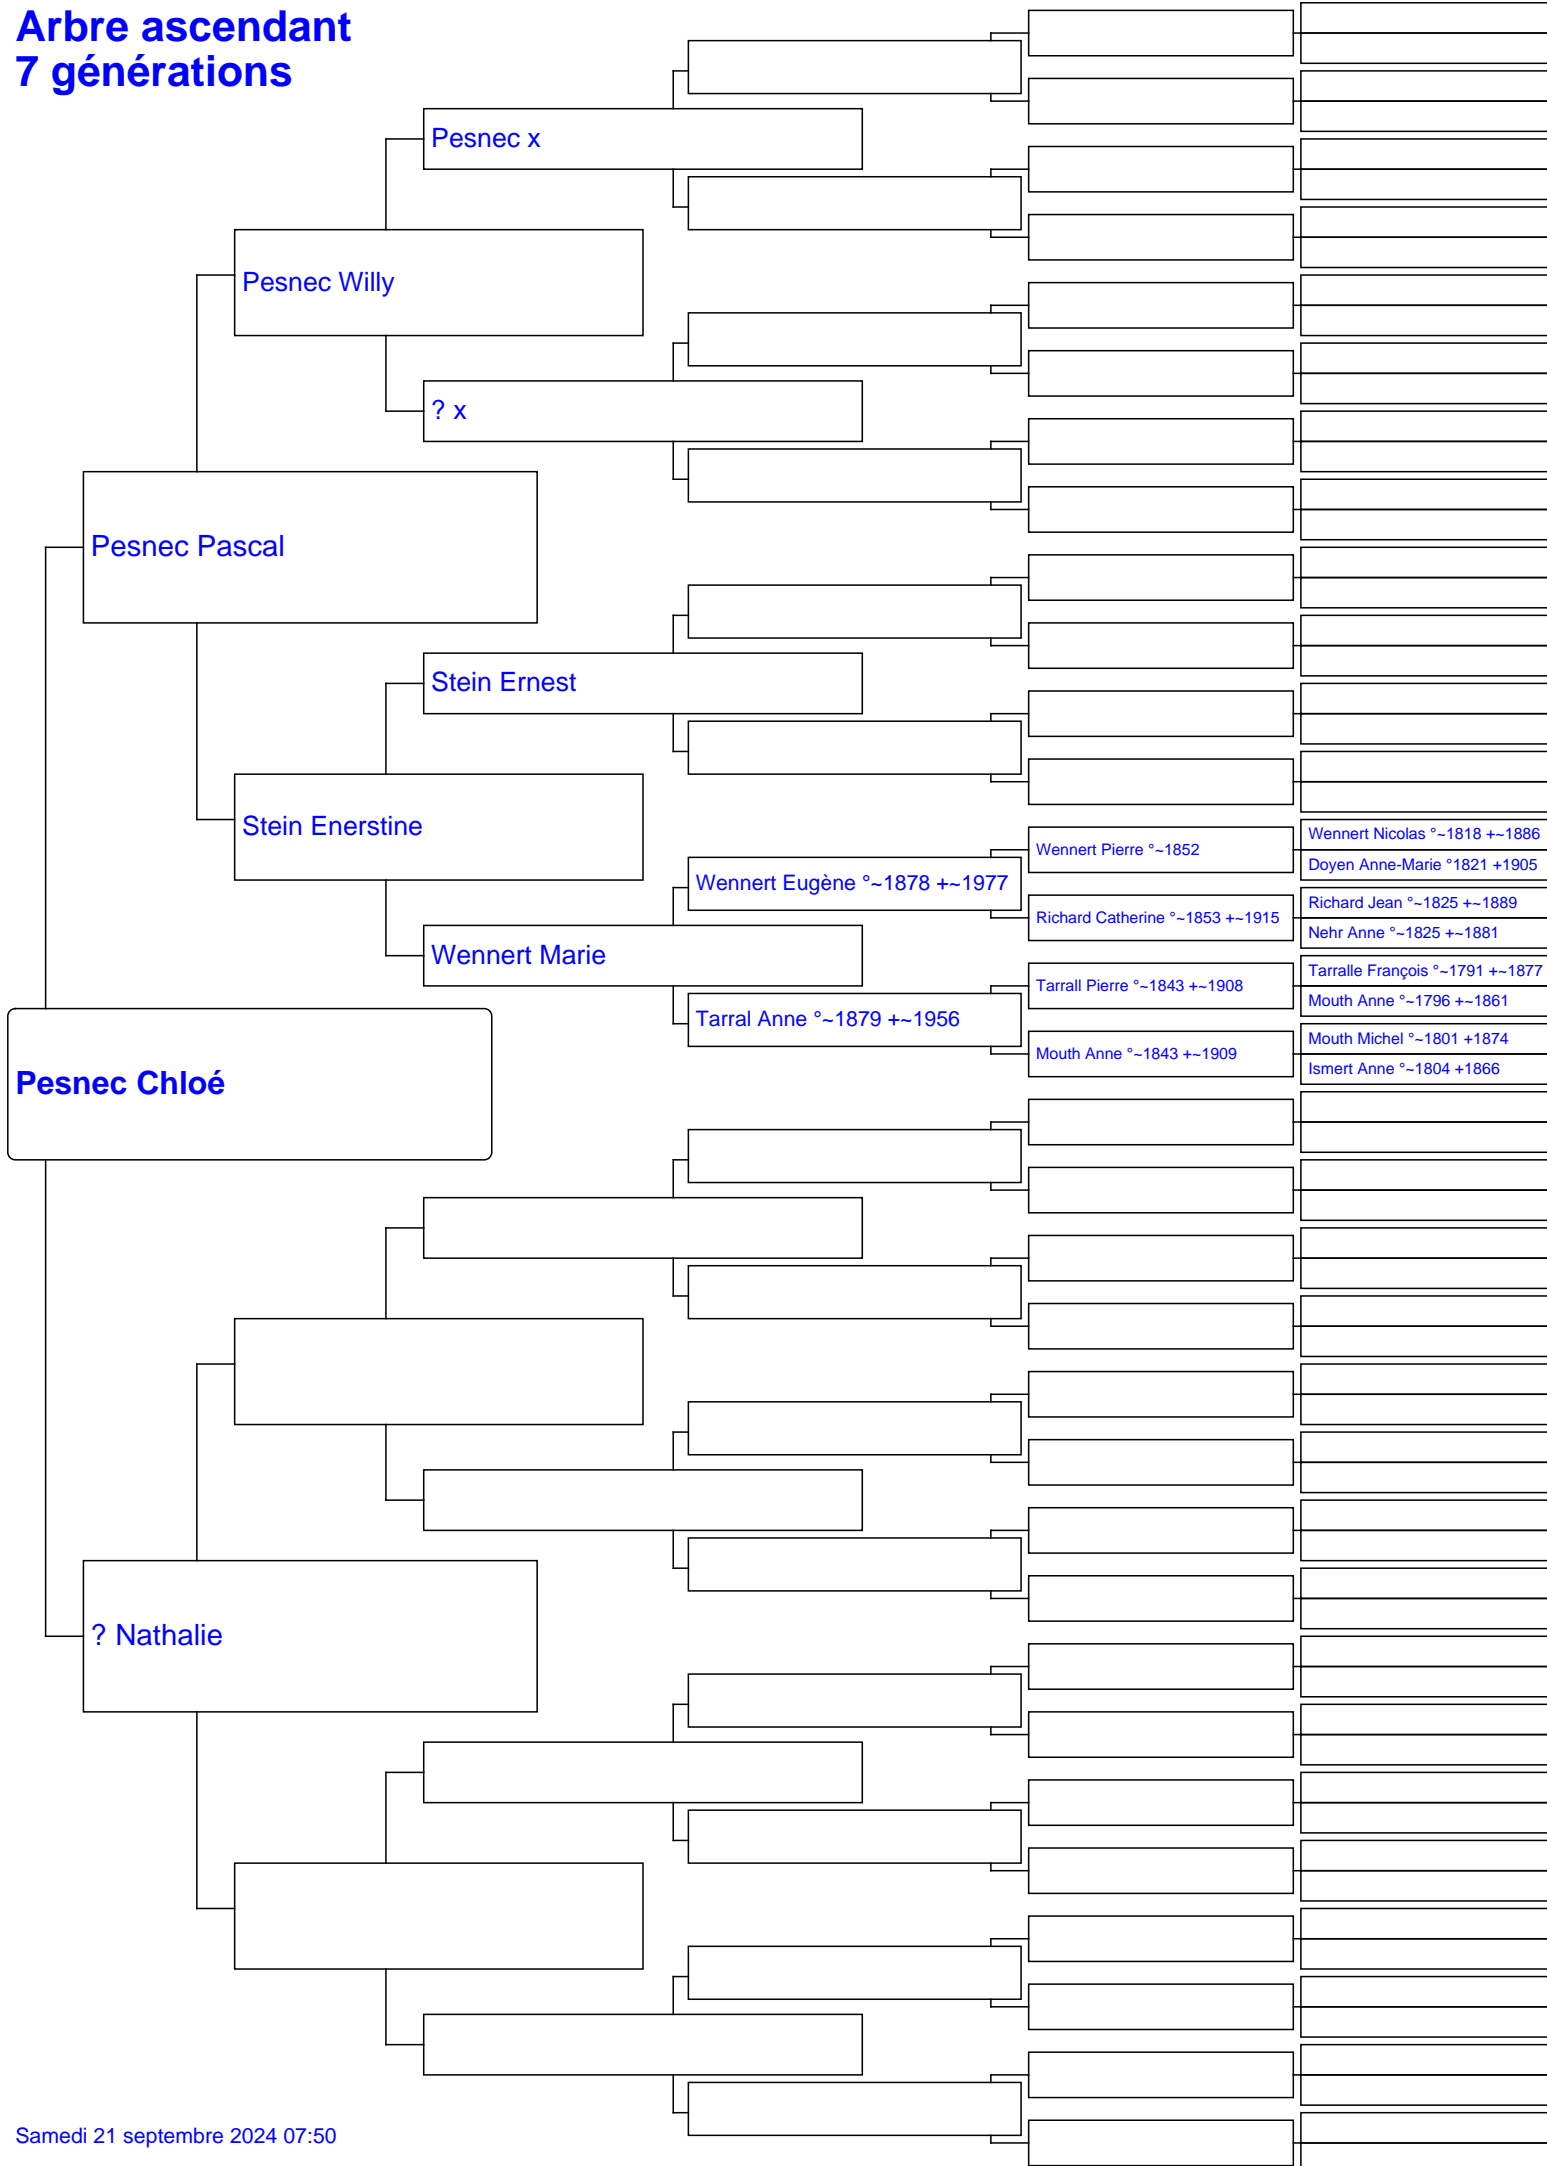 Arbre ascendant
7 générations
Pesnec x
Pesnec Willy
? x
Pesnec Pascal
Stein Ernest
Stein Enerstine
Wennert Nicolas °~1818 +~1886
Wennert Pierre °~1852
Doyen Anne-Marie °1821 +1905
Wennert Eugène °~1878 +~1977
Richard Jean °~1825 +~1889
Richard Catherine °~1853 +~1915
Nehr Anne °~1825 +~1881
Wennert Marie
Tarralle François °~1791 +~1877
Tarrall Pierre °~1843 +~1908
Mouth Anne °~1796 +~1861
Tarral Anne °~1879 +~1956
Mouth Michel °~1801 +1874
Mouth Anne °~1843 +~1909
Ismert Anne °~1804 +1866
Pesnec Chloé
? Nathalie
Samedi 21 septembre 2024 07:50